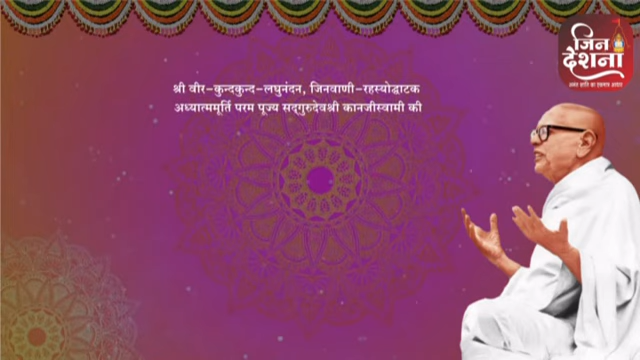 श्री वीर-कुन्दकुन्द-लघुनंदन, जिनवाणी-रहस्योद्घाटक
अध्यात्ममूर्ति परम पूज्य सद्गुरुदेवश्री कानजीस्वामी की
जिन
देशना